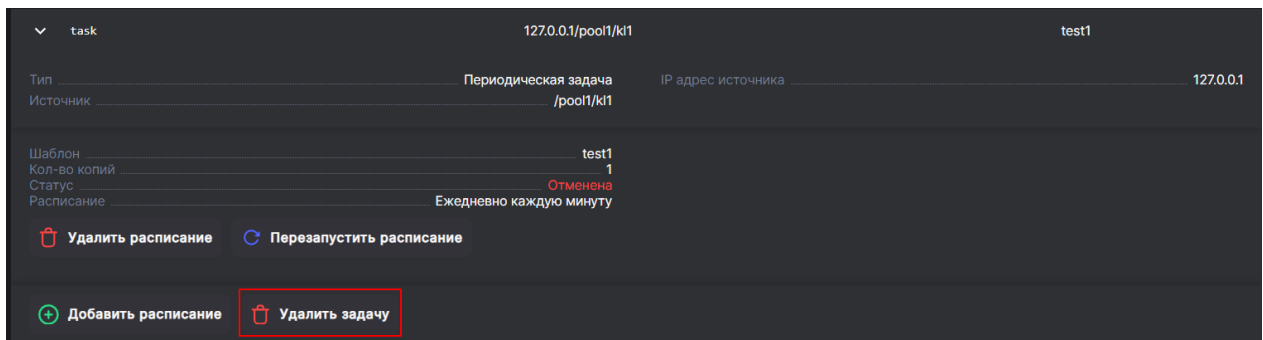 task 127.0.0.1/pool1/kl1 test1
Тип Периодическая задача IP адрес источника 127.0.0.1
Источник /pool1/kl1
Шаблон test1
Кол-во копий 1
Статус Отменена
Расписание Ежедневно каждую минуту
Удалить расписание Перезапустить расписание
Добавить расписание Удалить задачу